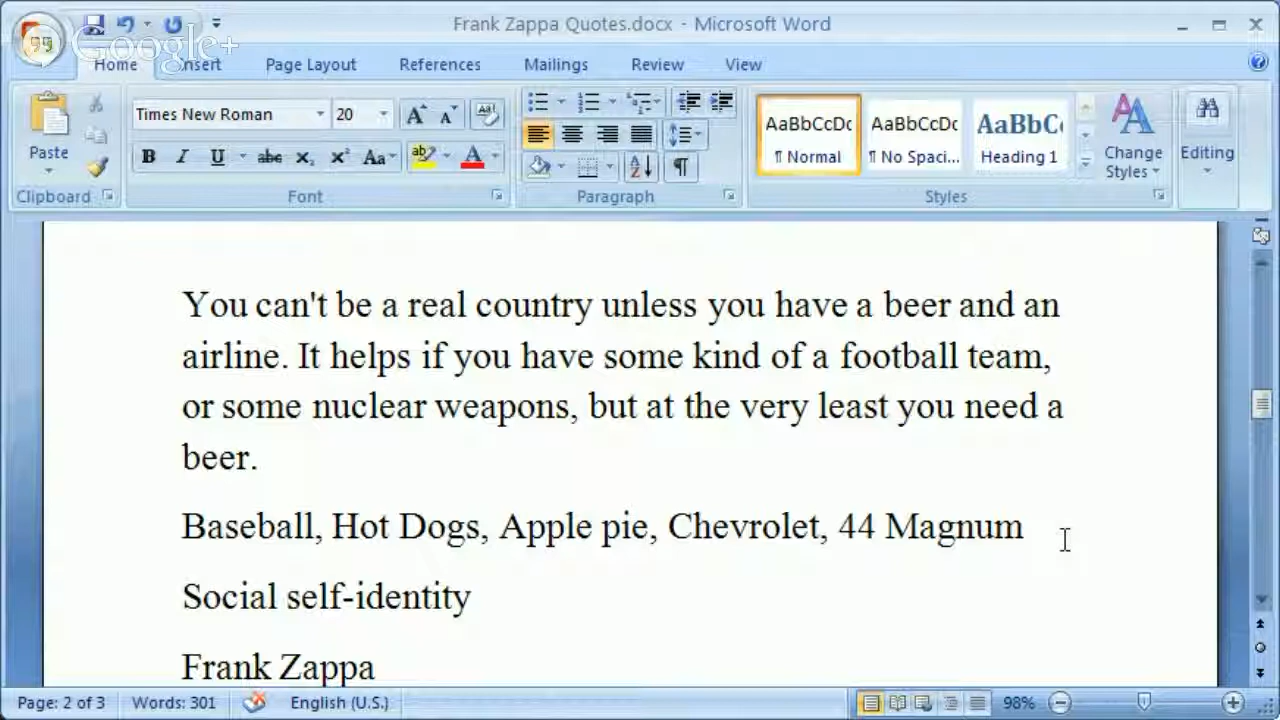 Frank Zappa Quotes.docx - Microsoft Word
Google+
Home Insert Page Layout References Mailings Review View
Times New Roman 20
Paste
AaBbCcDc AaBbCcDc AaBbCc
¶ Normal ¶ No Spaci... Heading 1
Change Styles
Editing
Clipboard Font Paragraph Styles
You can't be a real country unless you have a beer and an
airline. It helps if you have some kind of a football team,
or some nuclear weapons, but at the very least you need a
beer.
Baseball, Hot Dogs, Apple pie, Chevrolet, 44 Magnum
Social self-identity
Frank Zappa
Page: 2 of 3 Words: 301 English (U.S.) 98%